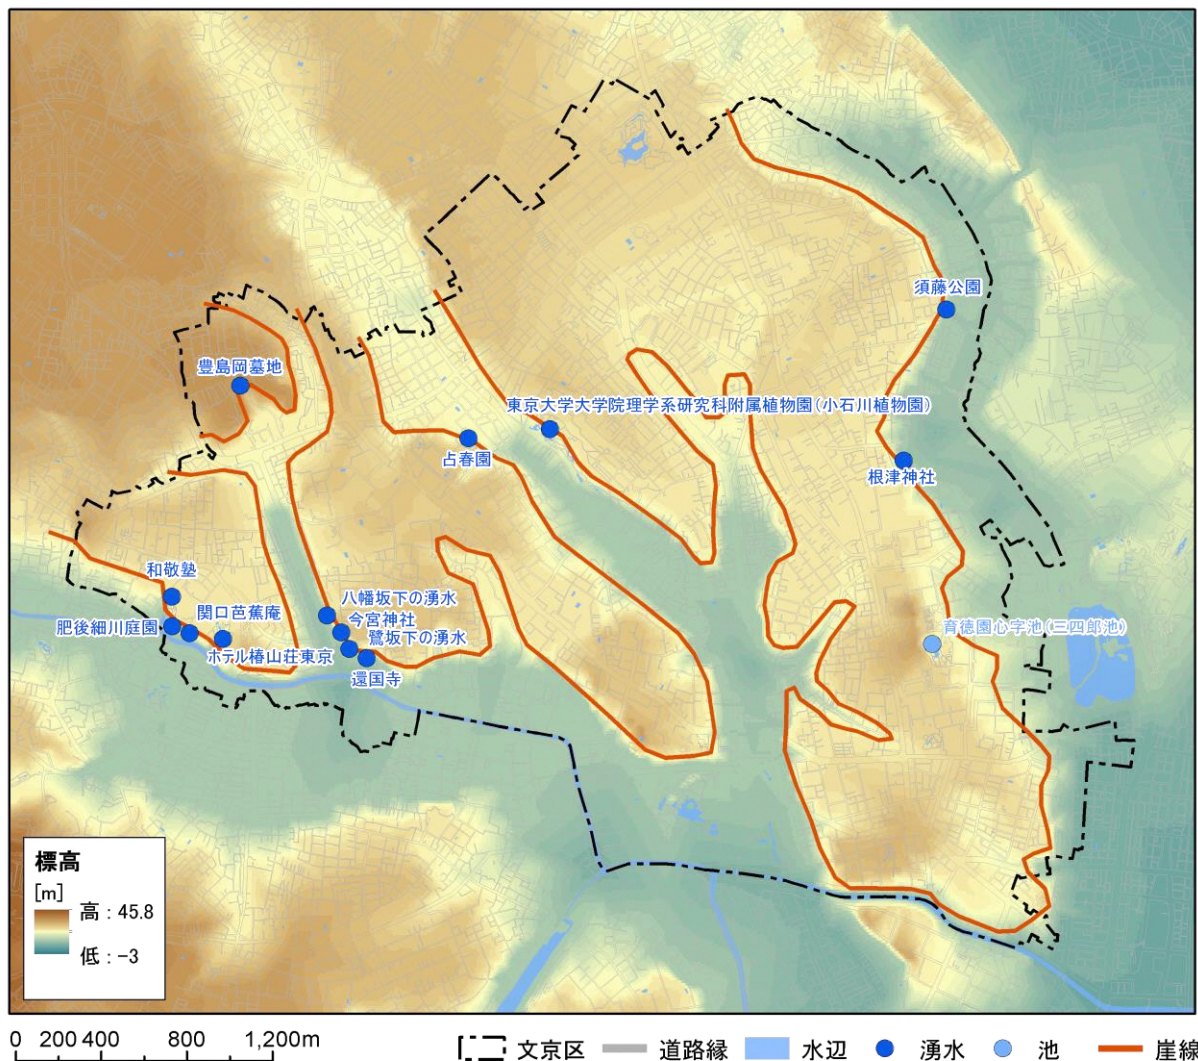 須藤公園
豊島岡墓地
東京大学大学院理学系研究科附属植物園(小石川植物園)
占春園
根津神社
和敬塾
八幡坂下の湧水
関口芭蕉庵
今宮神社
肥後細川庭園
育徳園心字池(三四郎池)
鷺坂下の湧水
ホテル椿山荘東京
還国寺
標高
[m]
高 : 45.8
低 : -3
0 200 400 800 1,200m
文京区 道路縁 水辺 湧水 池 崖線